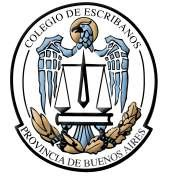 COLEGIO DE ESCRIBANOS
PROVINCIA DE BUENOS AIRES